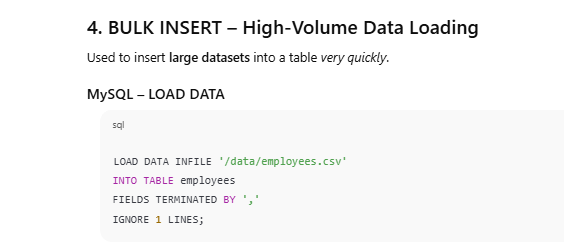 4. BULK INSERT – High-Volume Data Loading
Used to insert large datasets into a table very quickly.
MySQL – LOAD DATA
sql
LOAD DATA INFILE '/data/employees.csv'
INTO TABLE employees
FIELDS TERMINATED BY ','
IGNORE 1 LINES;